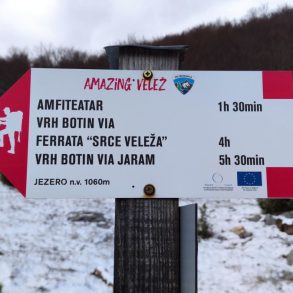 AMAZING VELEŽ
AMFITEATAR 1h 30min
VRH BOTIN VIA
FERRATA “SRCE VELEŽA” 4h
VRH BOTIN VIA JARAM 5h 30min
JEZERO n.v. 1060m